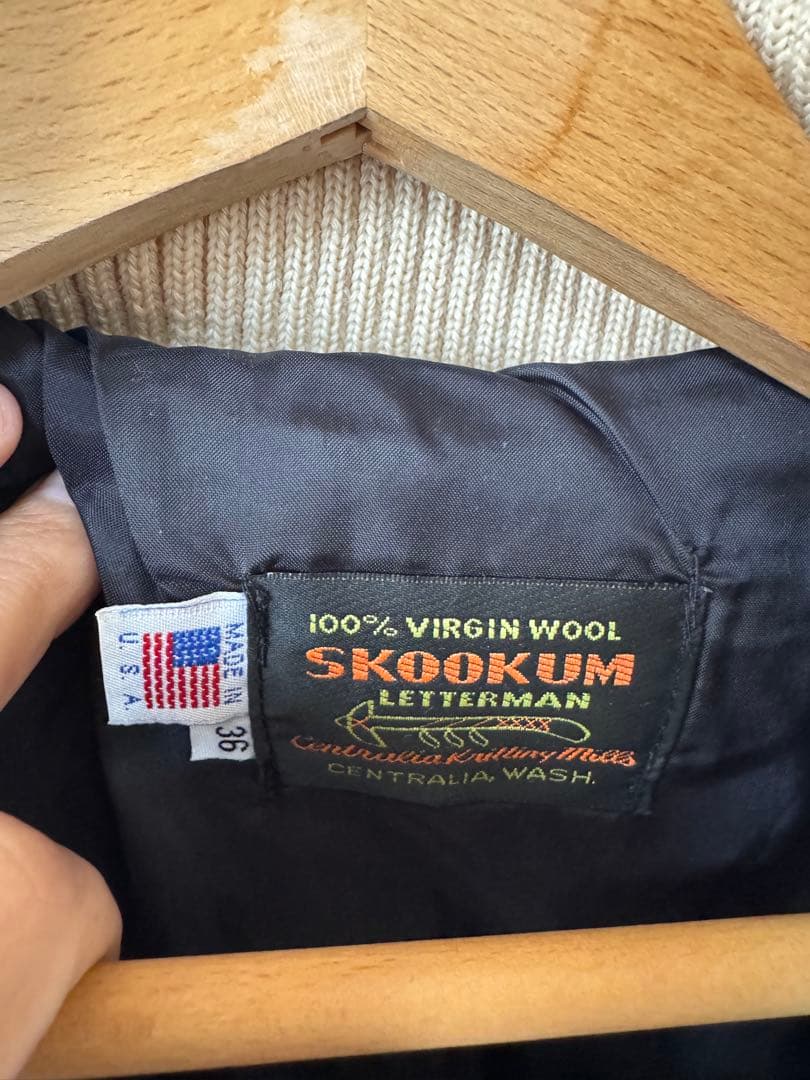 100% VIRGIN WOOL
SKOOKUM
LETTERMAN
Centralia Knitting Mills
CENTRALIA, WASH.
MADE IN
U.S.A
36